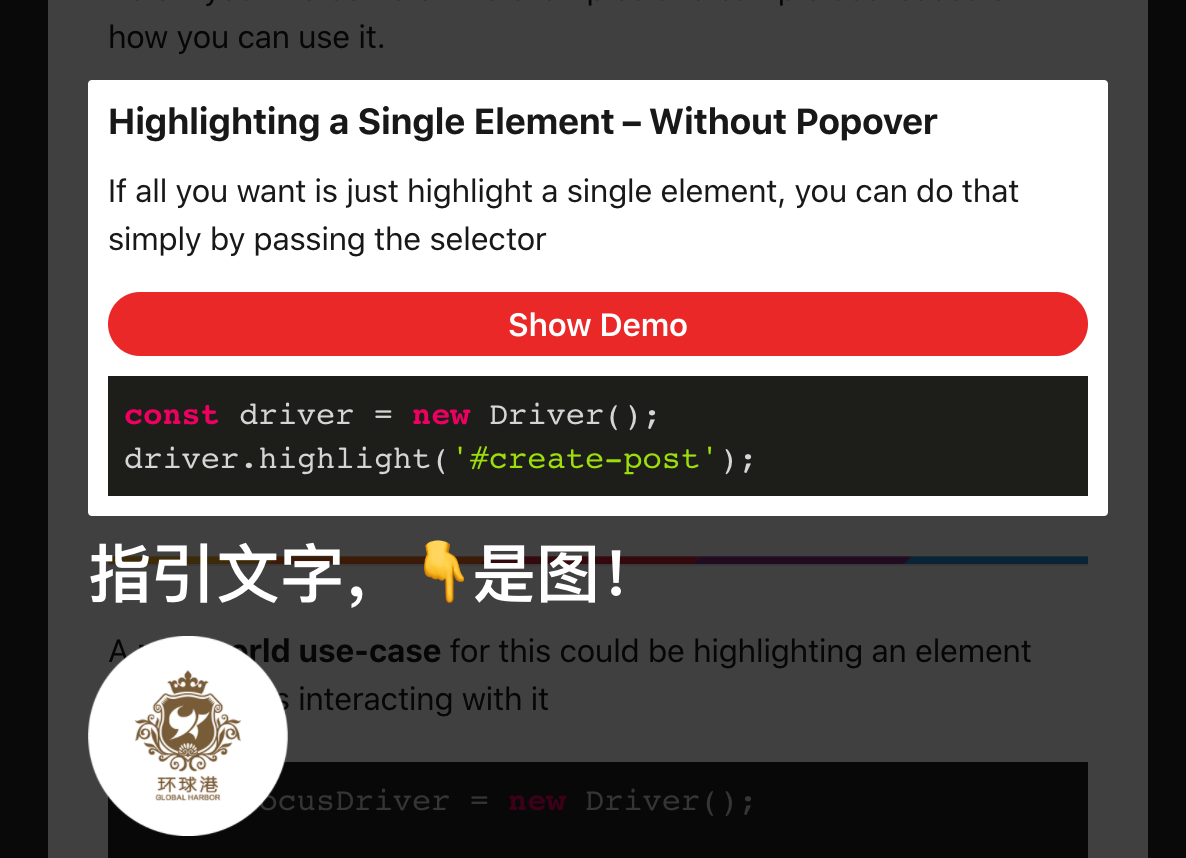 how you can use it.
Highlighting a Single Element – Without Popover
If all you want is just highlight a single element, you can do that
simply by passing the selector
Show Demo
const driver = new Driver();
driver.highlight('#create-post');
指引文字，👇是图！
A orld use-case for this could be highlighting an element
s interacting with it
环球港
GLOBAL HARBOR
ocusDriver = new Driver();